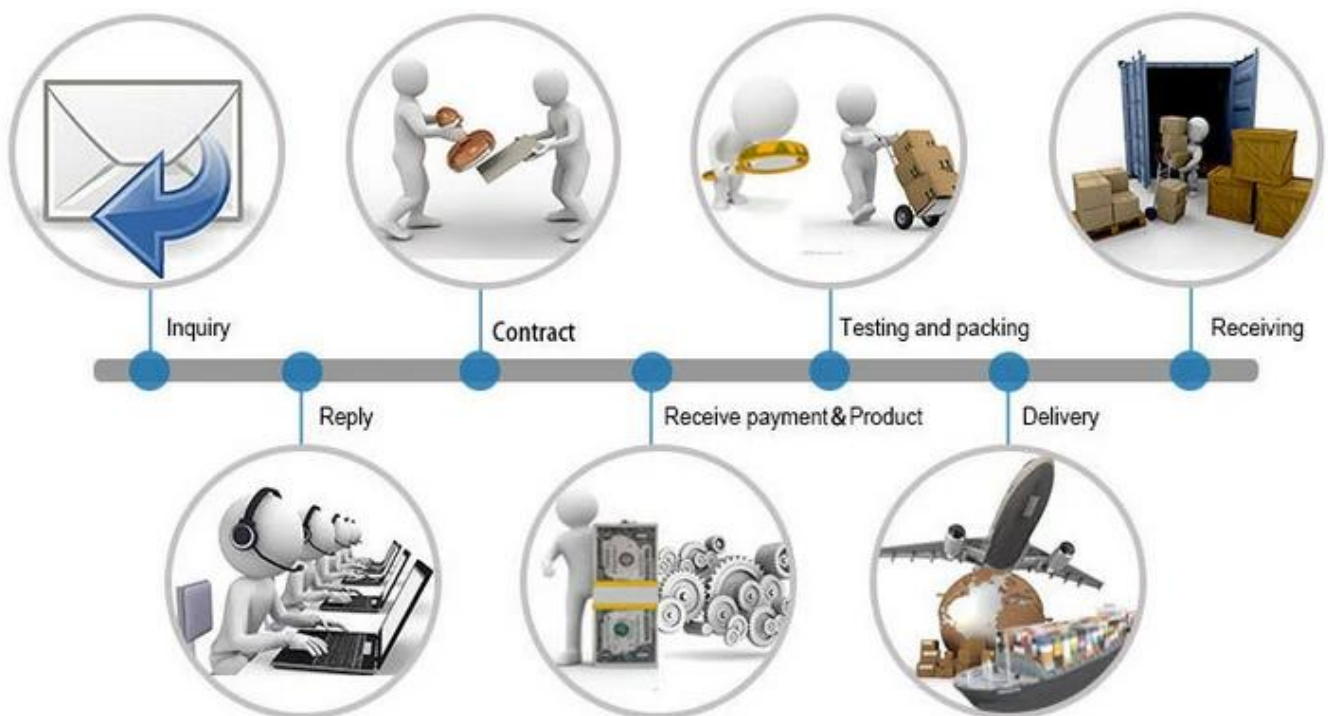 Inquiry
Contract
Testing and packing
Receiving
Reply
Receive payment&Product
Delivery